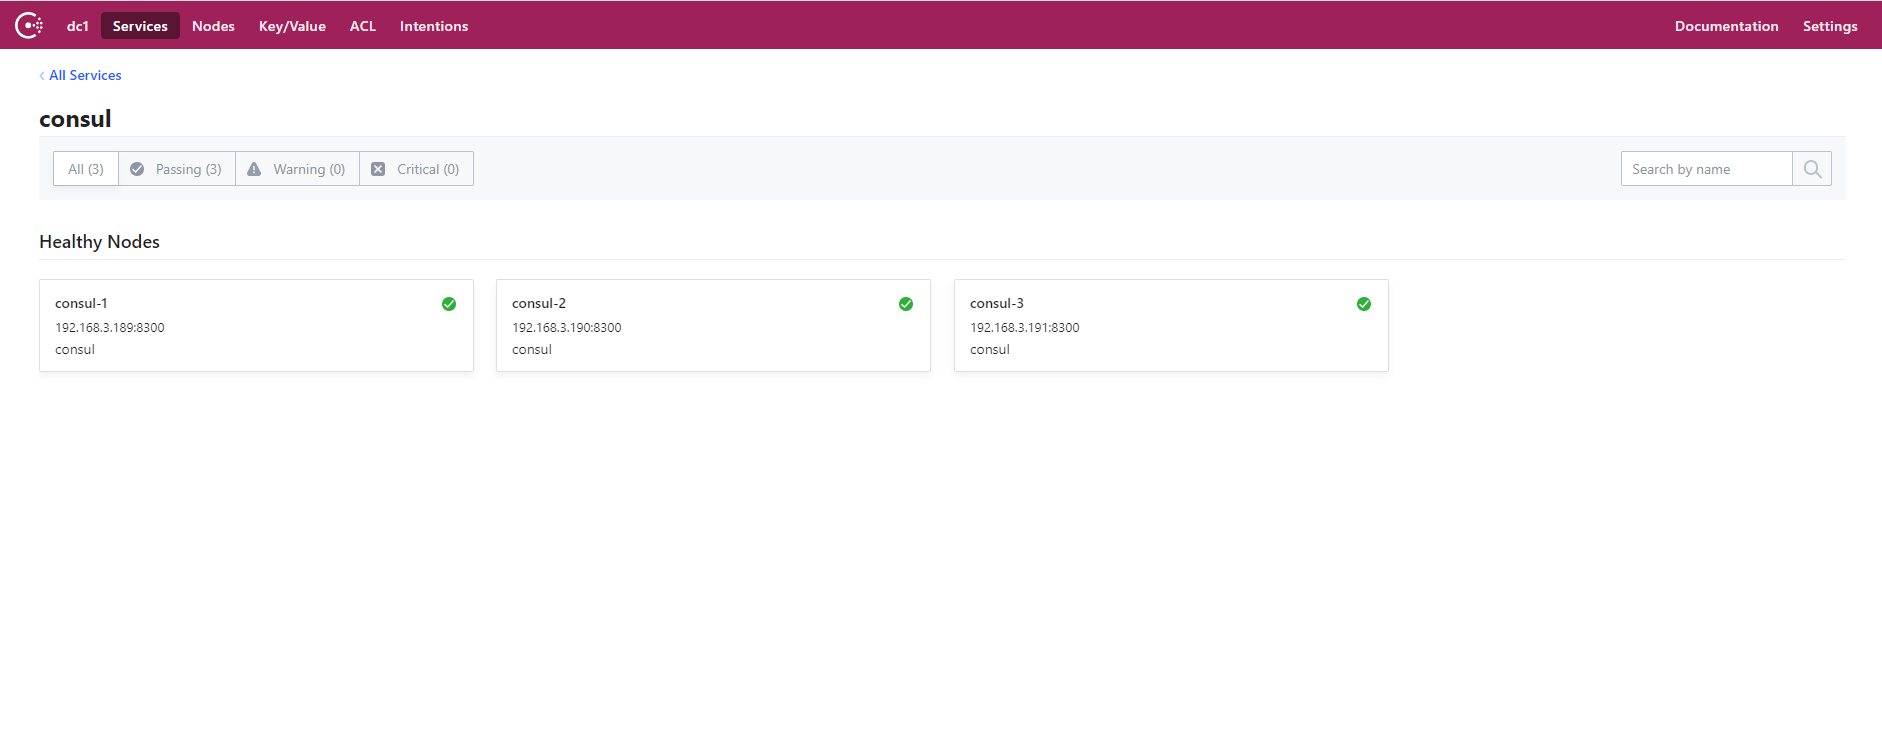 dc1 Services Nodes Key/Value ACL Intentions Documentation Settings
All Services
consul
All (3) Passing (3) Warning (0) Critical (0) Search by name
Healthy Nodes
consul-1
192.168.3.189:8300
consul
consul-2
192.168.3.190:8300
consul
consul-3
192.168.3.191:8300
consul